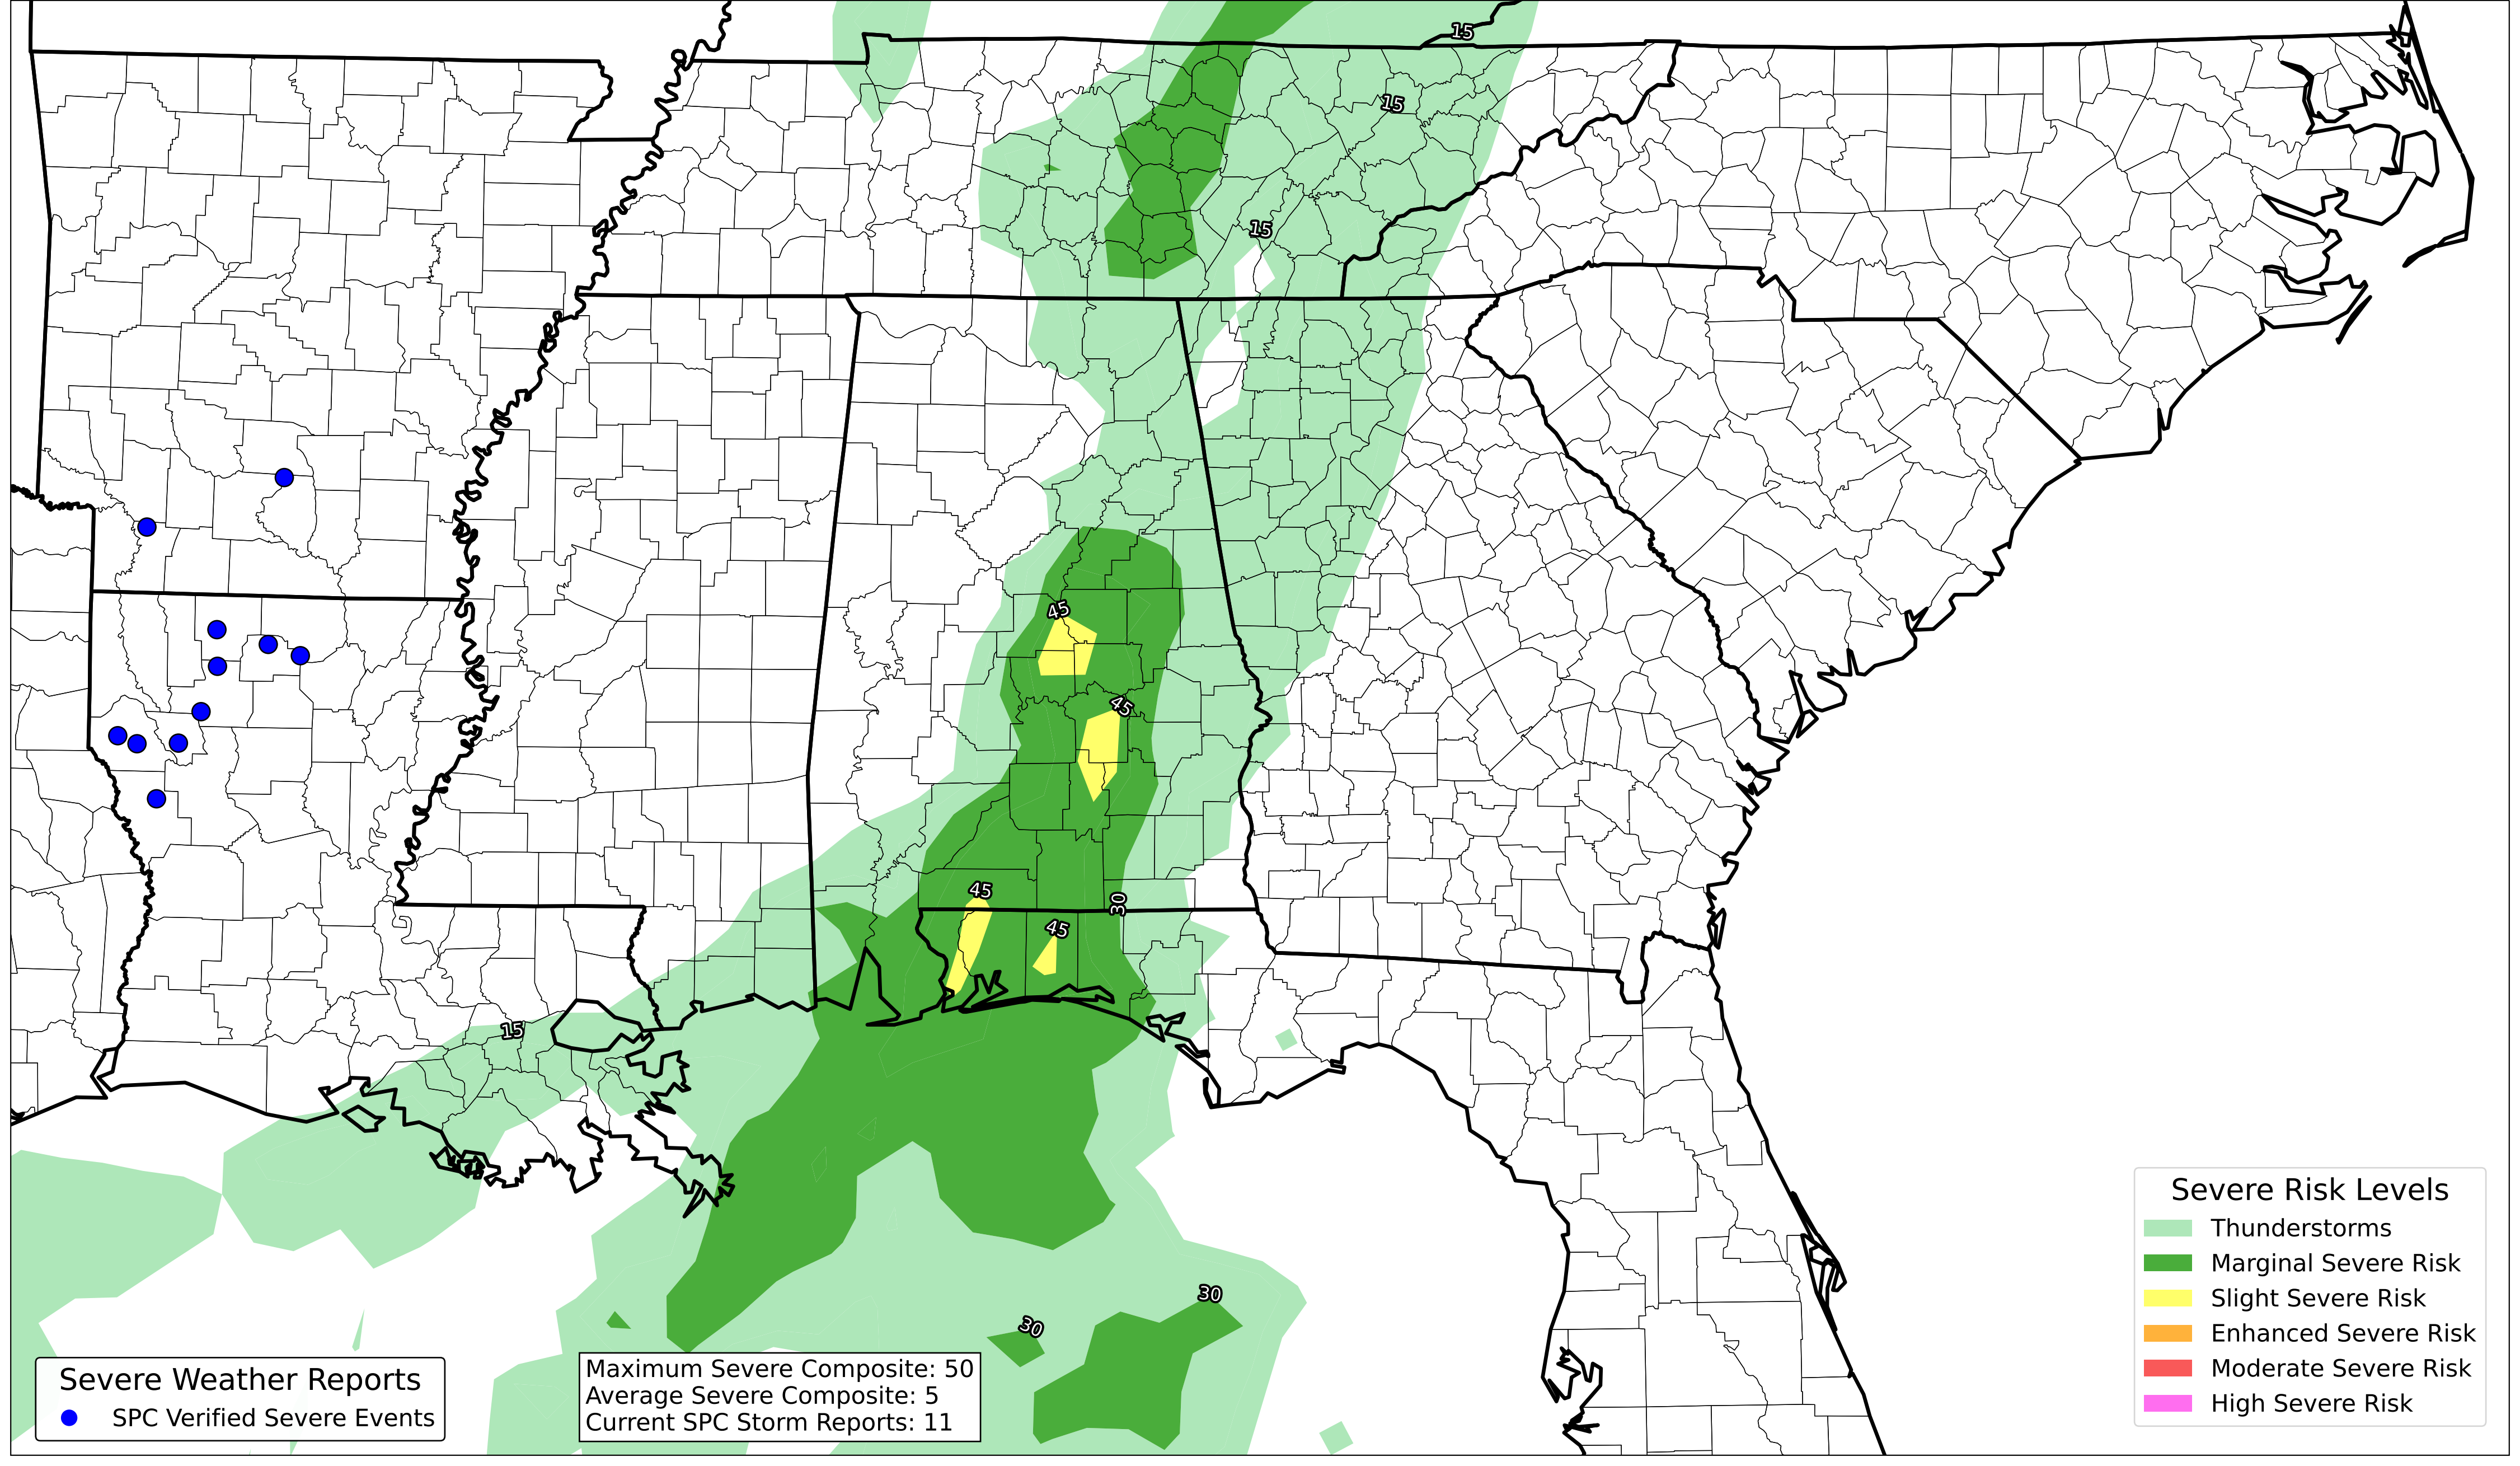 15
15
15
45
45
45
30
45
15
30
30
Severe Risk Levels
Thunderstorms
Marginal Severe Risk
Slight Severe Risk
Enhanced Severe Risk
Moderate Severe Risk
High Severe Risk
Severe Weather Reports
SPC Verified Severe Events
Maximum Severe Composite: 50
Average Severe Composite: 5
Current SPC Storm Reports: 11